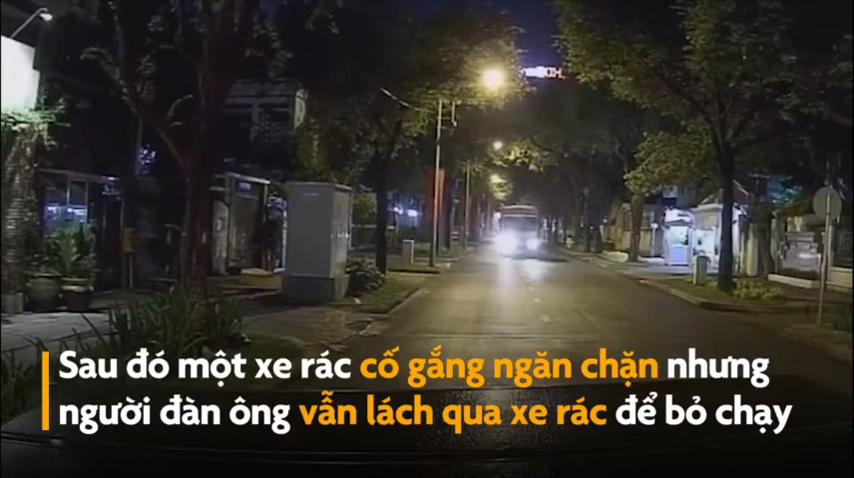 Sau đó một xe rác cố gắng ngăn chặn nhưng
người đàn ông vẫn lách qua xe rác để bỏ chạy